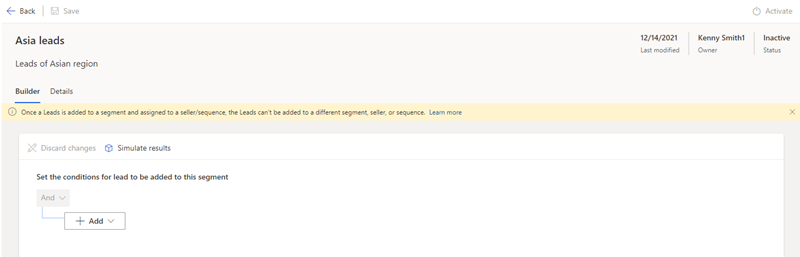 Back Save Activate
Asia leads 12/14/2021 Kenny Smith1 Inactive
Last modified Owner Status
Leads of Asian region
Builder Details
Once a Leads is added to a segment and assigned to a seller/sequence, the Leads can't be added to a different segment, seller, or sequence. Learn more
Discard changes Simulate results
Set the conditions for lead to be added to this segment
And
Add